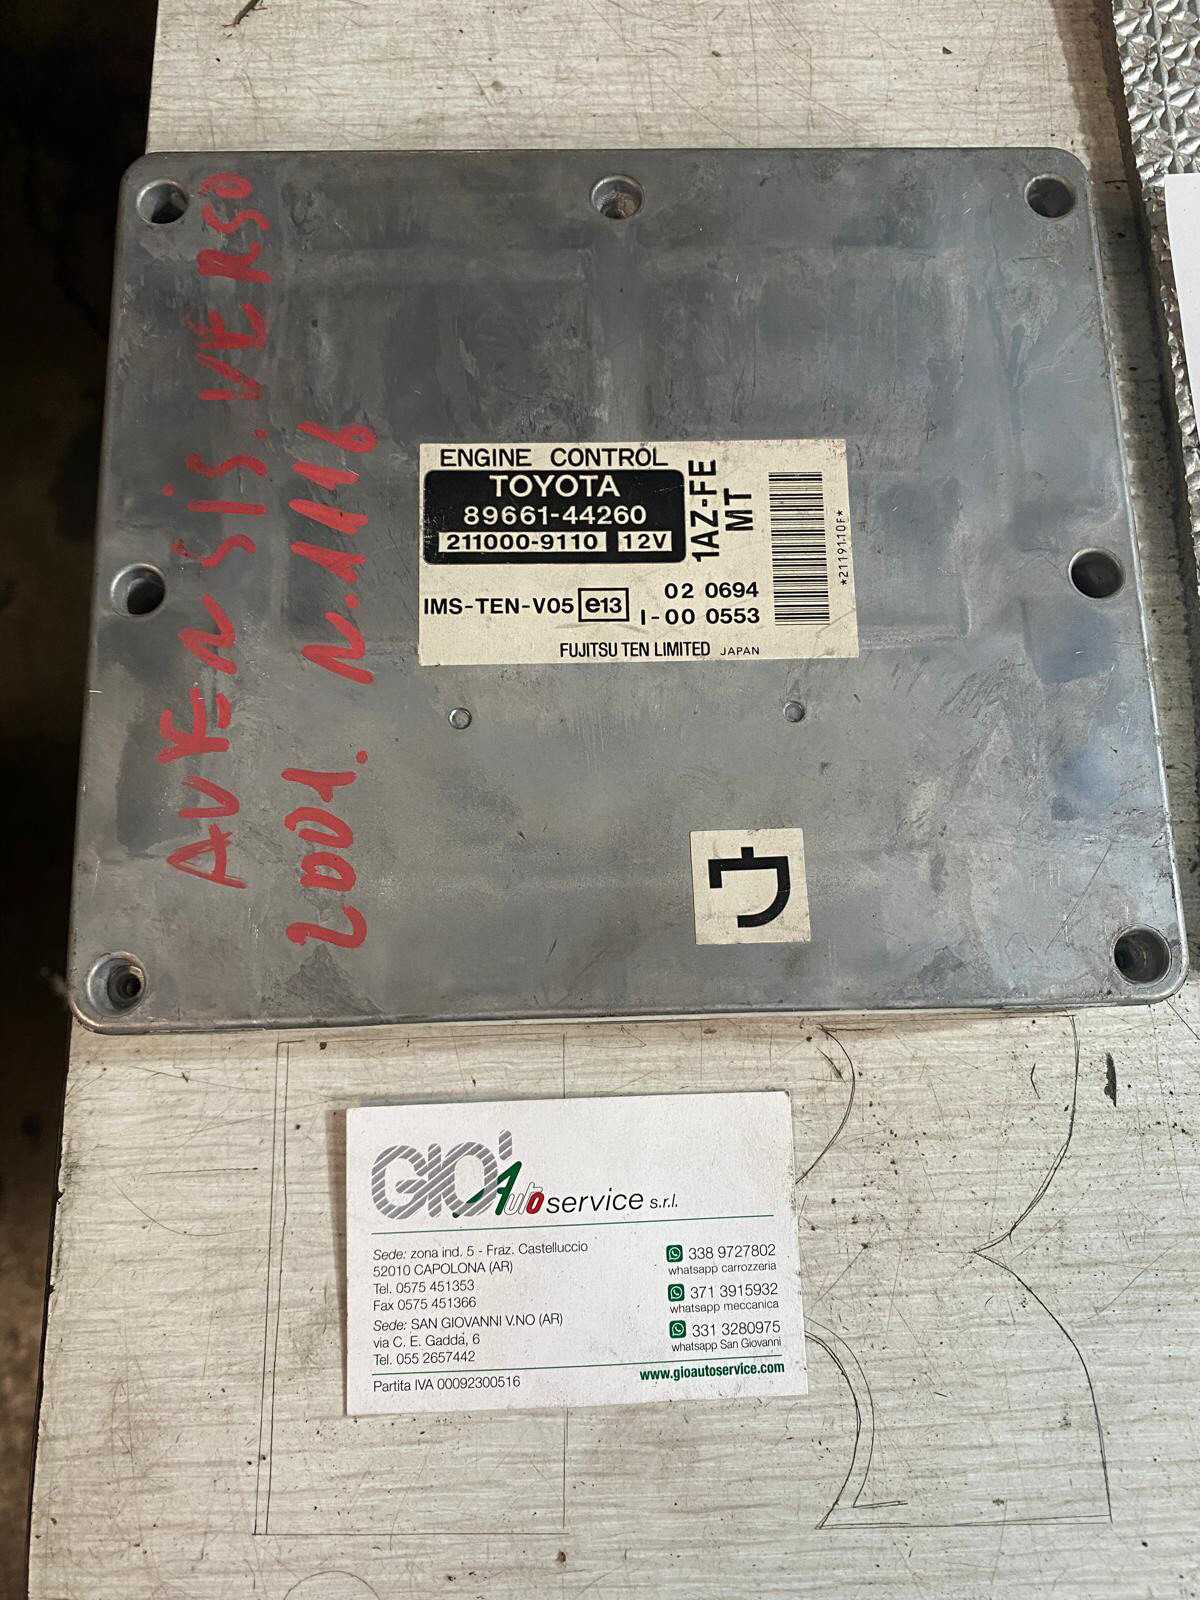 AVENSIS.VERSO
2001. N.1116
ENGINE CONTROL
TOYOTA
89661-44260
211000-9110 12V
1AZ-FE
MT
IMS-TEN-V05 e13 02 0694
I-00 0553
FUJITSU TEN LIMITED JAPAN
*2119110F*
ウ
GIO' Autoservice s.r.l.
Sede: zona ind. 5 - Fraz. Castelluccio
52010 CAPOLONA (AR)
Tel. 0575 451353
Fax 0575 451366
Sede: SAN GIOVANNI V.NO (AR)
via C. E. Gadda, 6
Tel. 055 2657442
Partita IVA 00092300516
338 9727802
whatsapp carrozzeria
371 3915932
whatsapp meccanica
331 3280975
whatsapp San Giovanni
www.gioautoservice.com